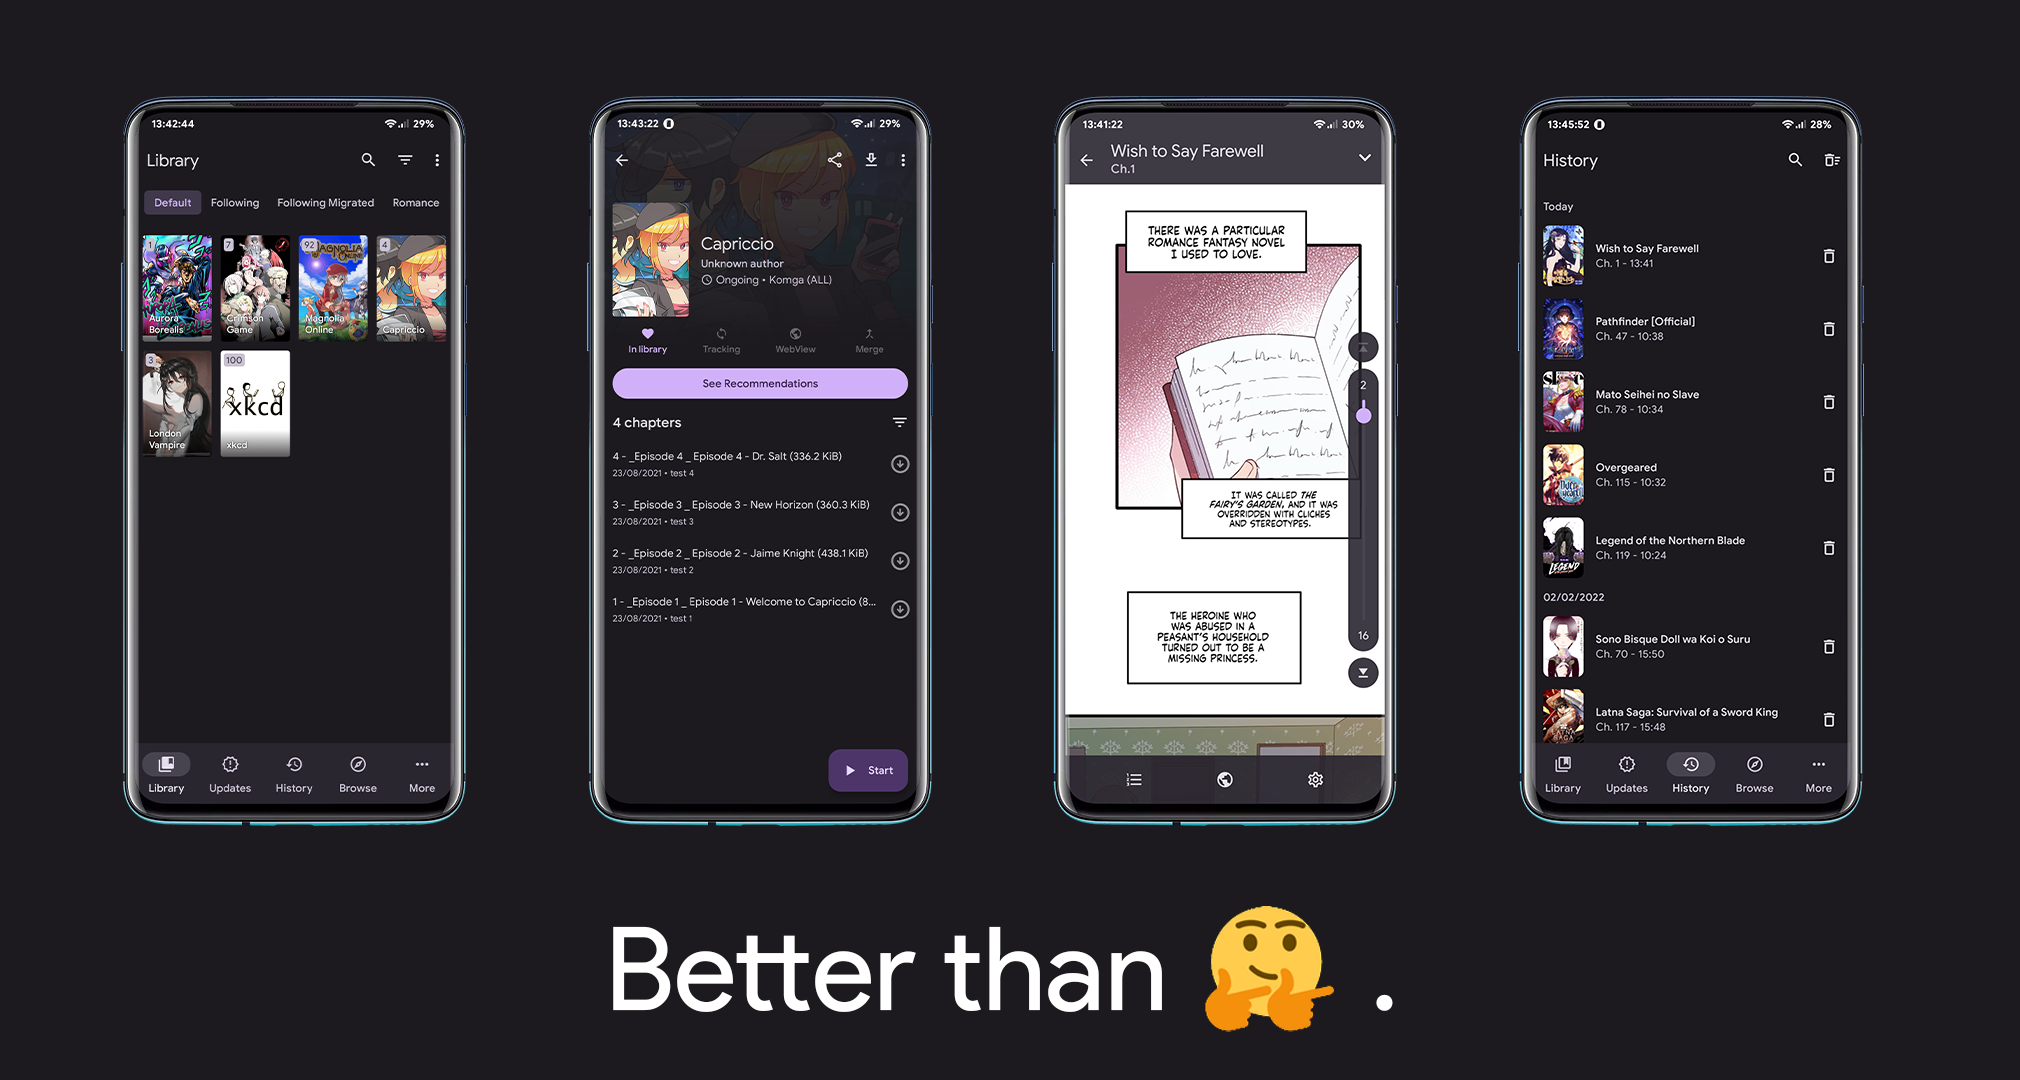 13:42:44
29%
Library
Default
Following
Following Migrated
Romance
1
Aurora
Borealis
7
Crimson
Game
92
MAGNOLIA
ONLINE
Magnolia
Online
4
Capriccio
3
London
Vampire
100
xkcd
xkcd
Library
Updates
History
Browse
More
13:43:22
29%
Capriccio
Unknown author
Ongoing • Komga (ALL)
In library
Tracking
WebView
Merge
See Recommendations
4 chapters
4 - _Episode 4 _ Episode 4 - Dr. Salt (336.2 KiB)
23/08/2021 • test 4
3 - _Episode 3 _ Episode 3 - New Horizon (360.3 KiB)
23/08/2021 • test 3
2 - _Episode 2 _ Episode 2 - Jaime Knight (438.1 KiB)
23/08/2021 • test 2
1 - _Episode 1 _ Episode 1 - Welcome to Capriccio (8...
23/08/2021 • test 1
Start
13:41:22
30%
Wish to Say Farewell
Ch.1
THERE WAS A PARTICULAR
ROMANCE FANTASY NOVEL
I USED TO LOVE.
2
IT WAS CALLED THE
FAIRY'S GARDEN, AND IT WAS
OVERRIDDEN WITH CLICHES
AND STEREOTYPES.
THE HEROINE WHO
WAS ABUSED IN A
PEASANT'S HOUSEHOLD
TURNED OUT TO BE A
MISSING PRINCESS.
16
13:45:52
28%
History
Today
Wish to Say Farewell
Ch. 1 - 13:41
Pathfinder [Official]
Ch. 47 - 10:38
Mato Seihei no Slave
Ch. 78 - 10:34
Overgeared
Ch. 115 - 10:32
Legend of the Northern Blade
Ch. 119 - 10:24
LEGEND
02/02/2022
Sono Bisque Doll wa Koi o Suru
Ch. 70 - 15:50
Latna Saga: Survival of a Sword King
Ch. 117 - 15:48
LATNA
SAGA
Library
Updates
History
Browse
More
Better than 🤔.